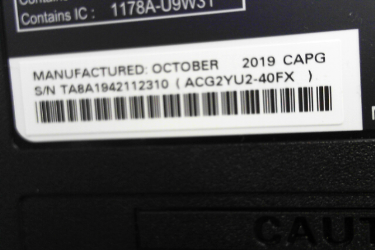 Contains IC : 1178A-U9W31
MANUFACTURED: OCTOBER 2019 CAPG
S/N TA8A1942112310 ( ACG2YU2-40FX )
CAUT